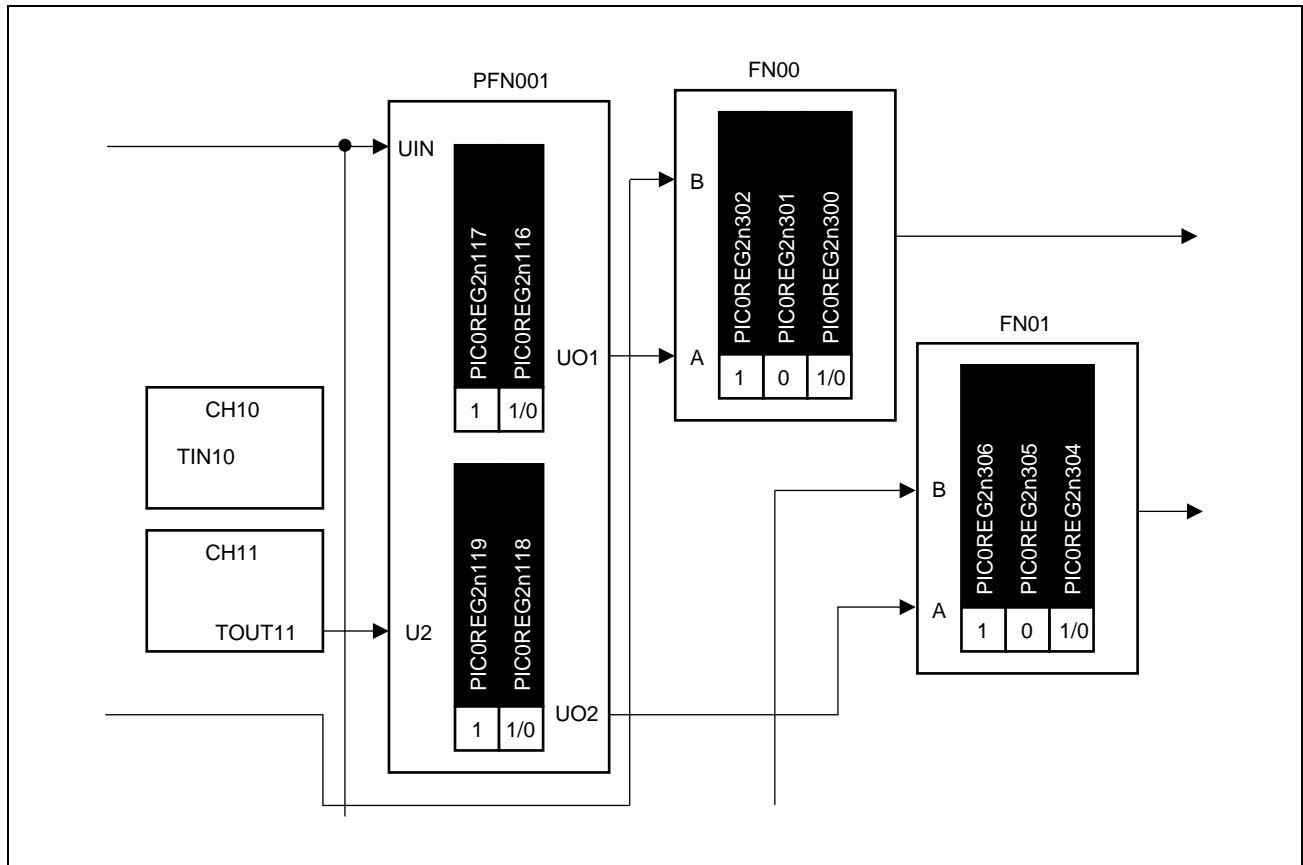 PFN001
FN00
UIN
PIC0REG2n117
PIC0REG2n116
UO1
1
1/0
PIC0REG2n119
PIC0REG2n118
U2
UO2
1
1/0
B
A
PIC0REG2n302
PIC0REG2n301
PIC0REG2n300
1
0
1/0
FN01
B
A
PIC0REG2n306
PIC0REG2n305
PIC0REG2n304
1
0
1/0
CH10
TIN10
CH11
TOUT11